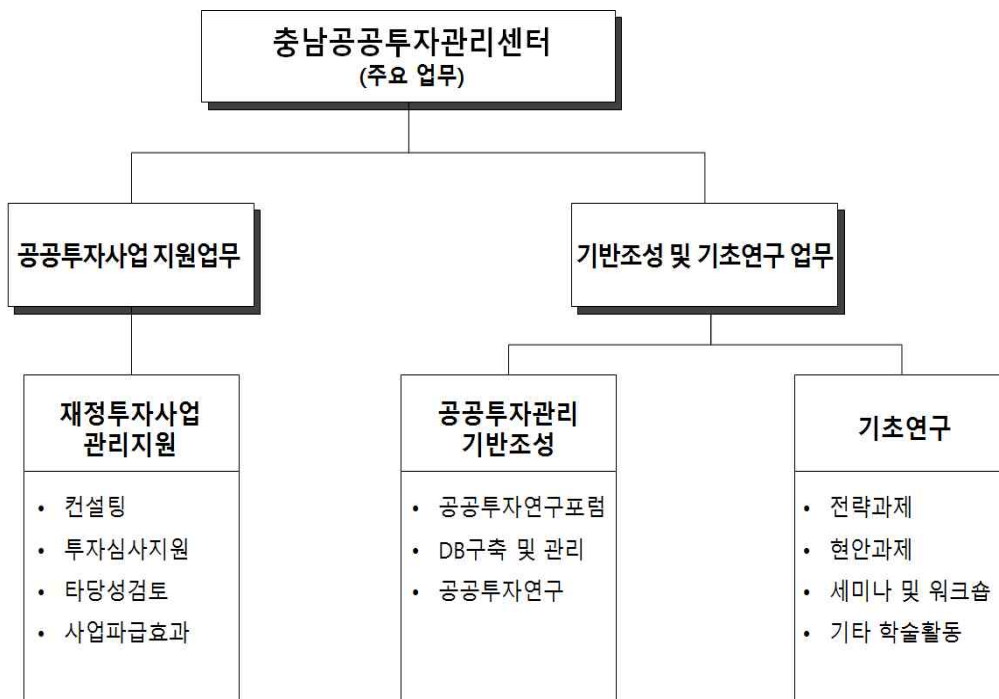 충남공공투자관리센터
(주요 업무)
공공투자사업 지원업무
기반조성 및 기초연구 업무
재정투자사업
관리지원
• 컨설팅
• 투자심사지원
• 타당성검토
• 사업파급효과
공공투자관리
기반조성
• 공공투자연구포럼
• DB구축 및 관리
• 공공투자연구
기초연구
• 전략과제
• 현안과제
• 세미나 및 워크숍
• 기타 학술활동